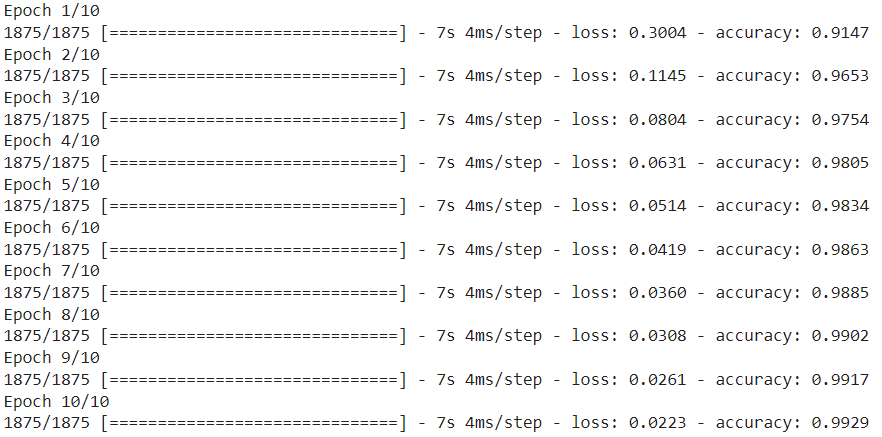 Epoch 1/10
1875/1875 [==============================] - 7s 4ms/step - loss: 0.3004 - accuracy: 0.9147
Epoch 2/10
1875/1875 [==============================] - 7s 4ms/step - loss: 0.1145 - accuracy: 0.9653
Epoch 3/10
1875/1875 [==============================] - 7s 4ms/step - loss: 0.0804 - accuracy: 0.9754
Epoch 4/10
1875/1875 [==============================] - 7s 4ms/step - loss: 0.0631 - accuracy: 0.9805
Epoch 5/10
1875/1875 [==============================] - 7s 4ms/step - loss: 0.0514 - accuracy: 0.9834
Epoch 6/10
1875/1875 [==============================] - 7s 4ms/step - loss: 0.0419 - accuracy: 0.9863
Epoch 7/10
1875/1875 [==============================] - 7s 4ms/step - loss: 0.0360 - accuracy: 0.9885
Epoch 8/10
1875/1875 [==============================] - 7s 4ms/step - loss: 0.0308 - accuracy: 0.9902
Epoch 9/10
1875/1875 [==============================] - 7s 4ms/step - loss: 0.0261 - accuracy: 0.9917
Epoch 10/10
1875/1875 [==============================] - 7s 4ms/step - loss: 0.0223 - accuracy: 0.9929